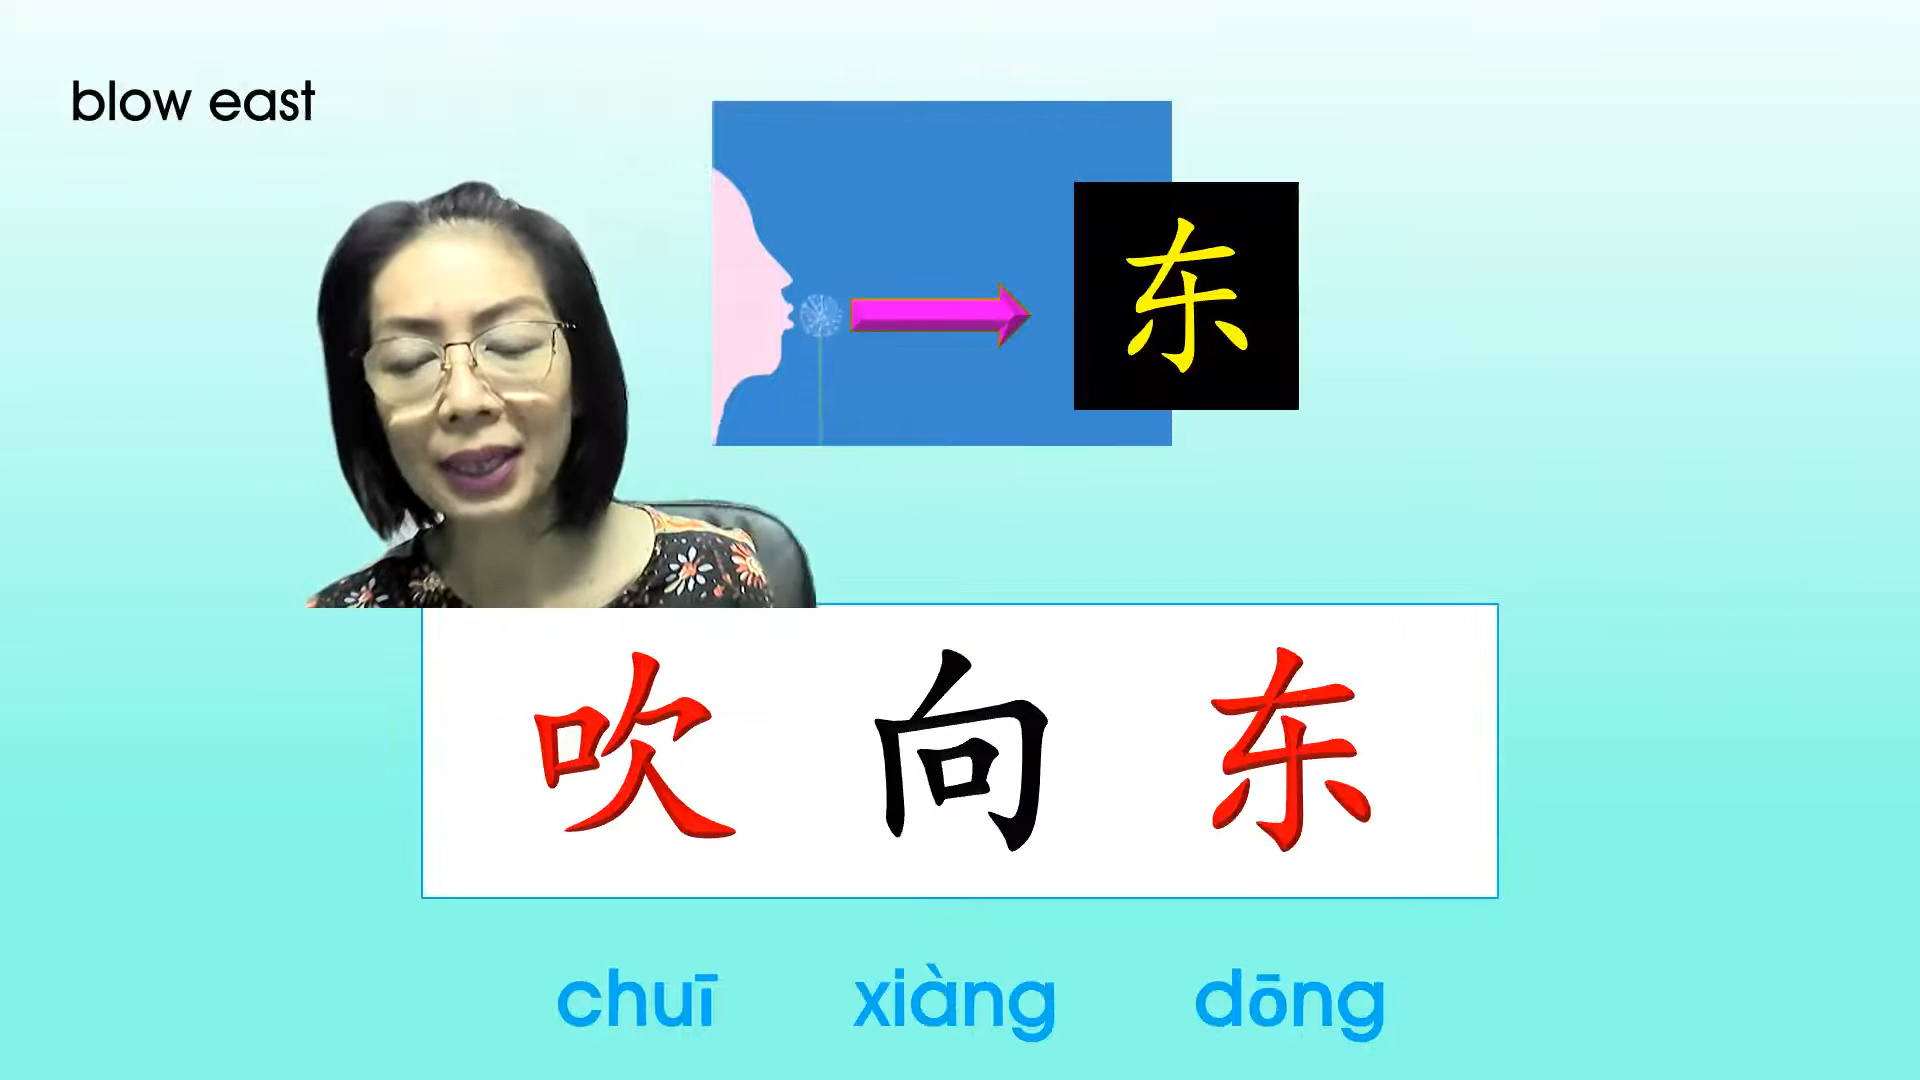 blow east
东
吹 向 东
chuī xiàng dōng